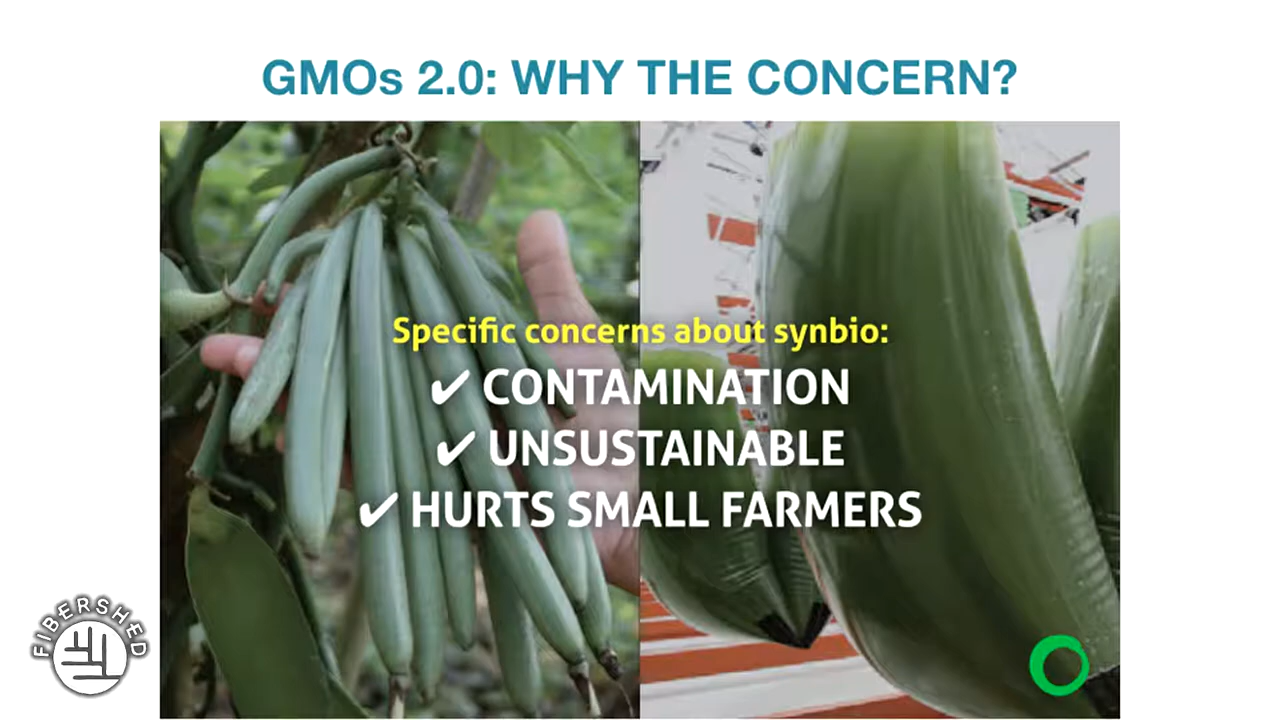 GMOs 2.0: WHY THE CONCERN?
Specific concerns about synbio:
✔ CONTAMINATION
✔ UNSUSTAINABLE
✔ HURTS SMALL FARMERS
FIBERSHED